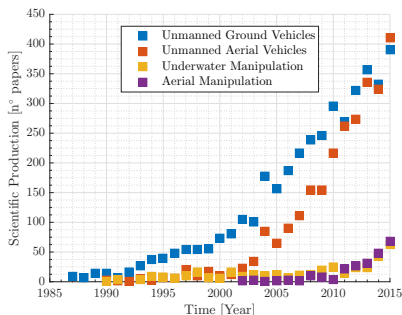 450
400
350
300
250
200
150
100
50
0
Scientific Production [n° papers]
Unmanned Ground Vehicles
Unmanned Aerial Vehicles
Underwater Manipulation
Aerial Manipulation
1985 1990 1995 2000 2005 2010 2015
Time [Year]